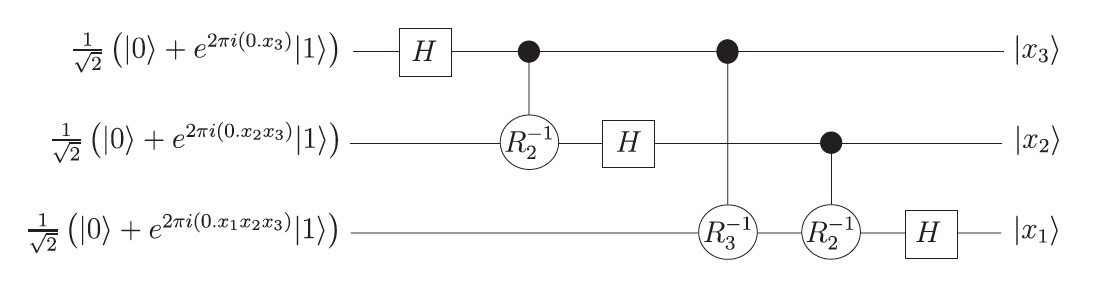 $\frac{1}{\sqrt{2}}\left(|0\rangle + e^{2\pi i(0.x_3)}|1\rangle\right)$ $H$ $|x_3\rangle$
$\frac{1}{\sqrt{2}}\left(|0\rangle + e^{2\pi i(0.x_2x_3)}|1\rangle\right)$ $R_2^{-1}$ $H$ $|x_2\rangle$
$\frac{1}{\sqrt{2}}\left(|0\rangle + e^{2\pi i(0.x_1x_2x_3)}|1\rangle\right)$ $R_3^{-1}$ $R_2^{-1}$ $H$ $|x_1\rangle$